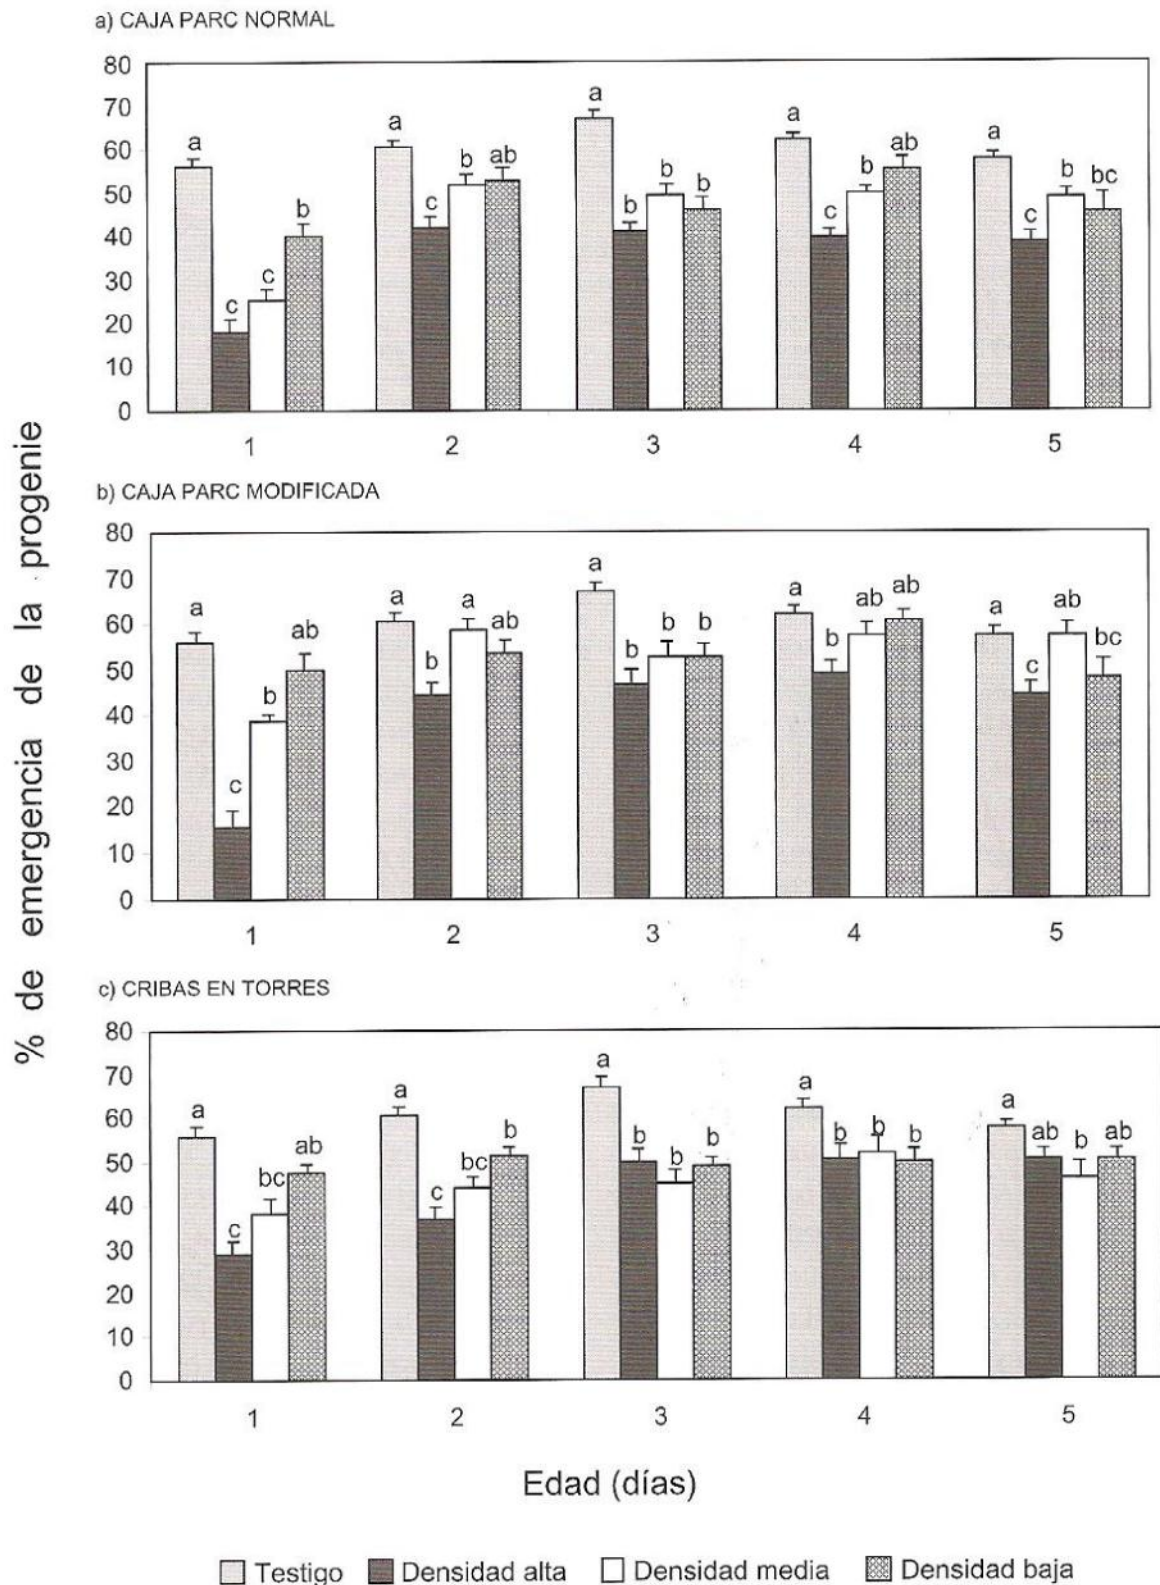 a) CAJA PARC NORMAL
80
70
60
50
40
30
20
10
0
a c c b
a c b ab
a b b b
a c b ab
a c b bc
1 2 3 4 5
b) CAJA PARC MODIFICADA
80
70
60
50
40
30
20
10
0
a c b ab
a b a ab
a b b b
a b ab ab
a c ab bc
1 2 3 4 5
c) CRIBAS EN TORRES
80
70
60
50
40
30
20
10
0
a c bc ab
a c bc b
a b b b
a b b b
a ab b ab
1 2 3 4 5
% de emergencia de la progenie
Edad (días)
Testigo Densidad alta Densidad media Densidad baja